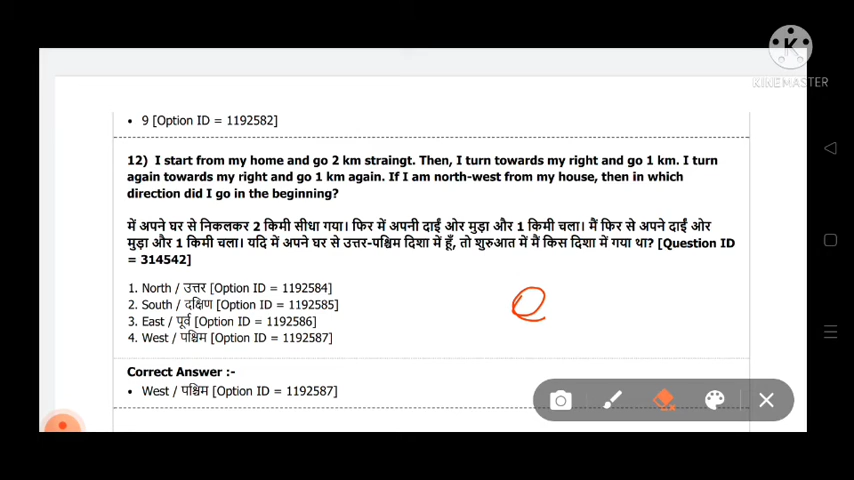 KINEMASTER
• 9 [Option ID = 1192582]
12) I start from my home and go 2 km straingt. Then, I turn towards my right and go 1 km. I turn
again towards my right and go 1 km again. If I am north-west from my house, then in which
direction did I go in the beginning?
में अपने घर से निकलकर 2 किमी सीधा गया। फिर में अपनी दाईं ओर मुड़ा और 1 किमी चला। मैं फिर से अपने दाईं ओर
मुड़ा और 1 किमी चला। यदि में अपने घर से उत्तर-पश्चिम दिशा में हूँ, तो शुरुआत में मैं किस दिशा में गया था? [Question ID
= 314542]
1. North / उत्तर [Option ID = 1192584]
2. South / दक्षिण [Option ID = 1192585]
3. East / पूर्व [Option ID = 1192586]
4. West / पश्चिम [Option ID = 1192587]
Correct Answer :-
• West / पश्चिम [Option ID = 1192587]